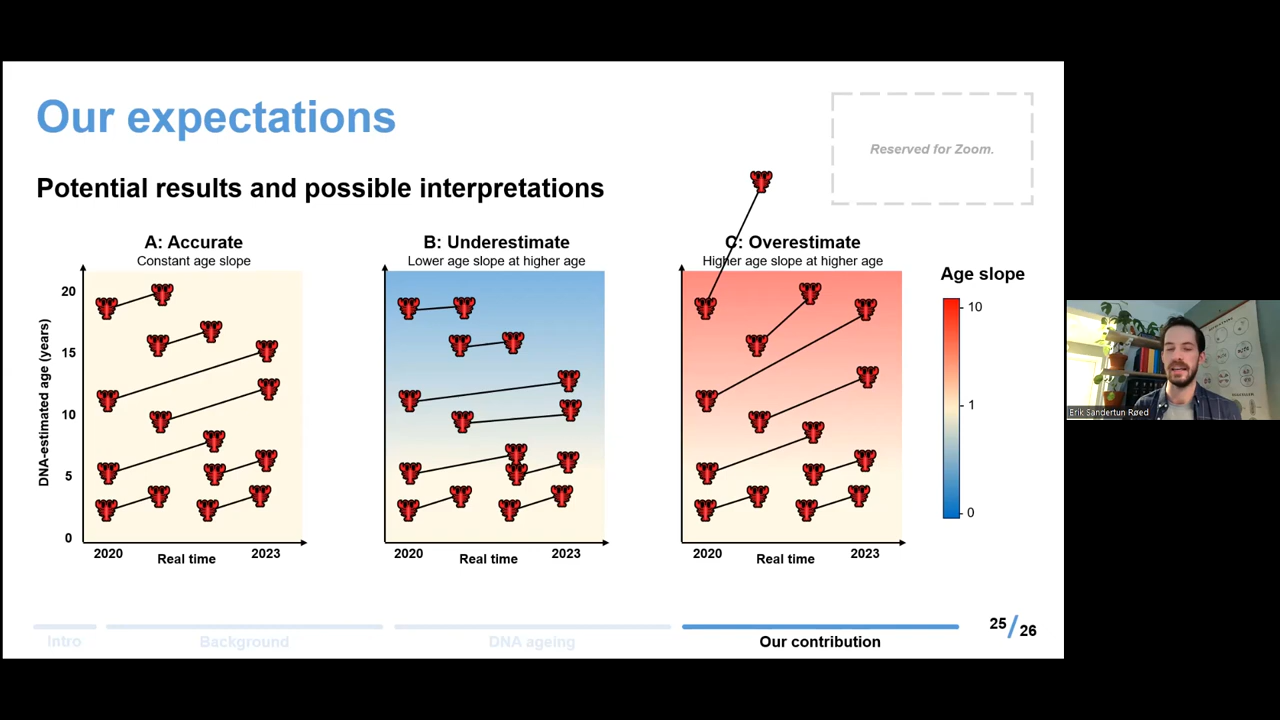 Our expectations
Reserved for Zoom.
Potential results and possible interpretations
A: Accurate
Constant age slope
B: Underestimate
Lower age slope at higher age
C: Overestimate
Higher age slope at higher age
Age slope
10
1
0
DNA-estimated age (years)
20
15
10
5
0
2020
2023
Real time
2020
2023
Real time
2020
2023
Real time
Erik Sandertun Røed
Intro
Background
DNA ageing
Our contribution
25/26